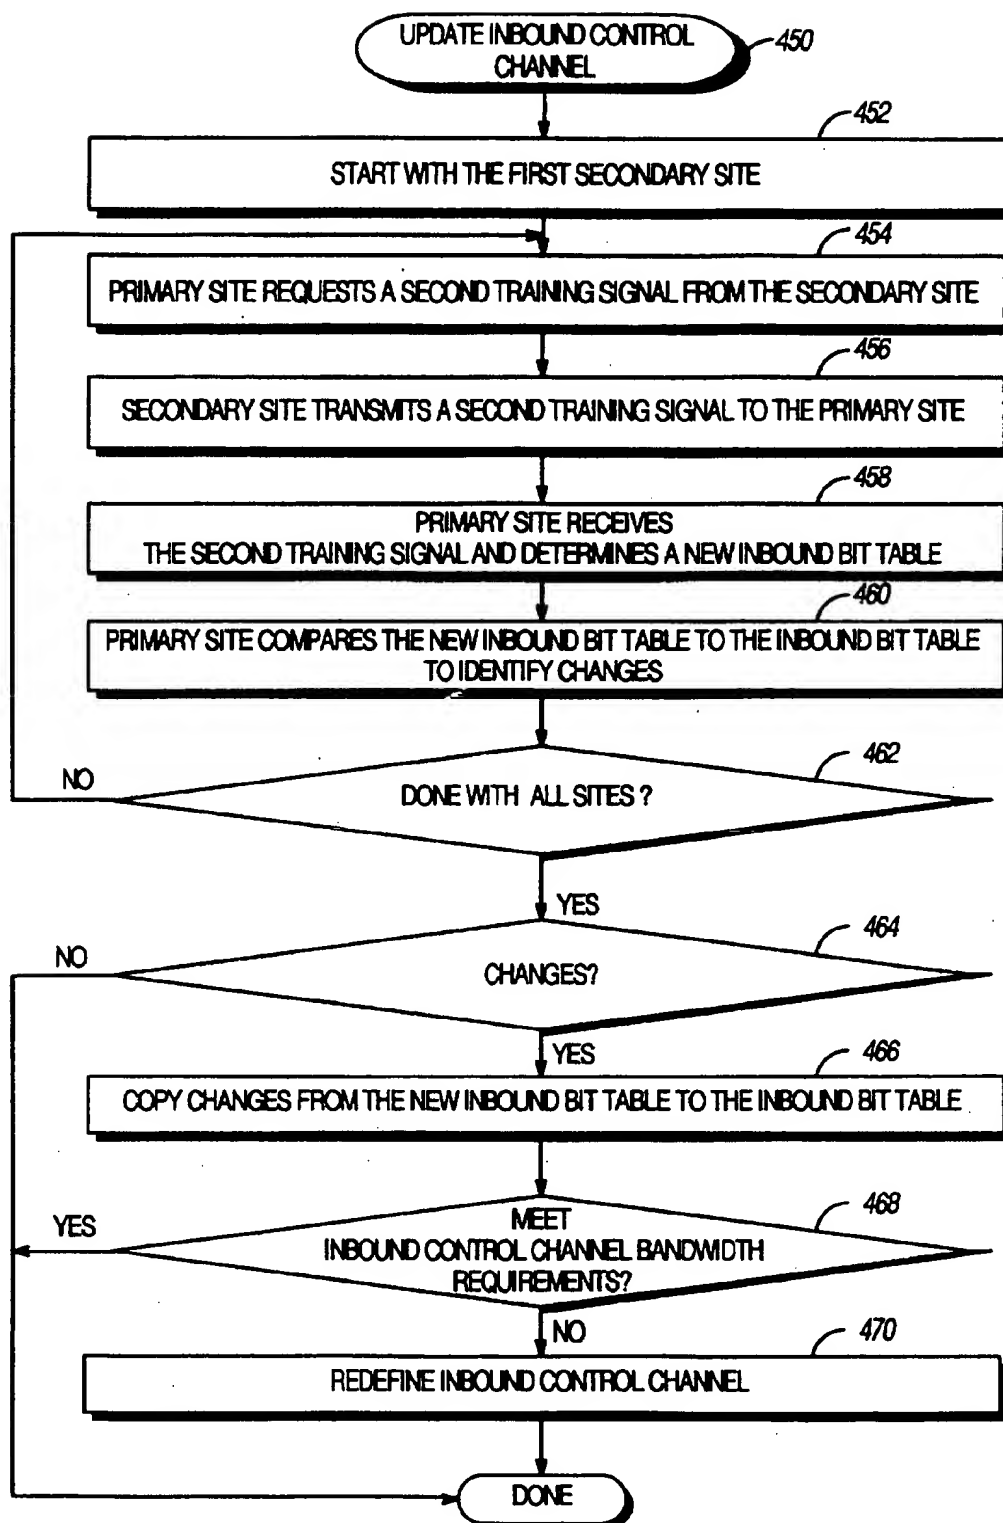 UPDATE INBOUND CONTROL
CHANNEL
450
452
START WITH THE FIRST SECONDARY SITE
454
PRIMARY SITE REQUESTS A SECOND TRAINING SIGNAL FROM THE SECONDARY SITE
456
SECONDARY SITE TRANSMITS A SECOND TRAINING SIGNAL TO THE PRIMARY SITE
458
PRIMARY SITE RECEIVES
THE SECOND TRAINING SIGNAL AND DETERMINES A NEW INBOUND BIT TABLE
460
PRIMARY SITE COMPARES THE NEW INBOUND BIT TABLE TO THE INBOUND BIT TABLE
TO IDENTIFY CHANGES
462
NO
DONE WITH ALL SITES ?
YES
464
NO
CHANGES?
YES
466
COPY CHANGES FROM THE NEW INBOUND BIT TABLE TO THE INBOUND BIT TABLE
468
YES
MEET
INBOUND CONTROL CHANNEL BANDWIDTH
REQUIREMENTS?
NO
470
REDEFINE INBOUND CONTROL CHANNEL
DONE